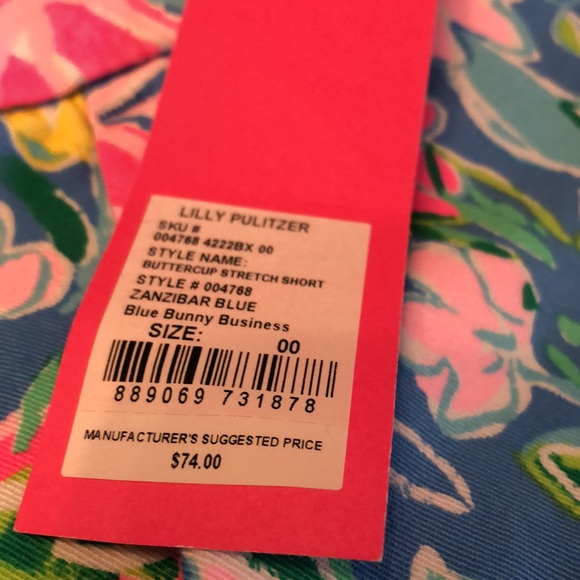 LILLY PULITZER
SKU #
004768 4222BX 00
STYLE NAME:
BUTTERCUP STRETCH SHORT
STYLE # 004768
ZANZIBAR BLUE
Blue Bunny Business
SIZE: 00
889069 731878
MANUFACTURER'S SUGGESTED PRICE
$74.00